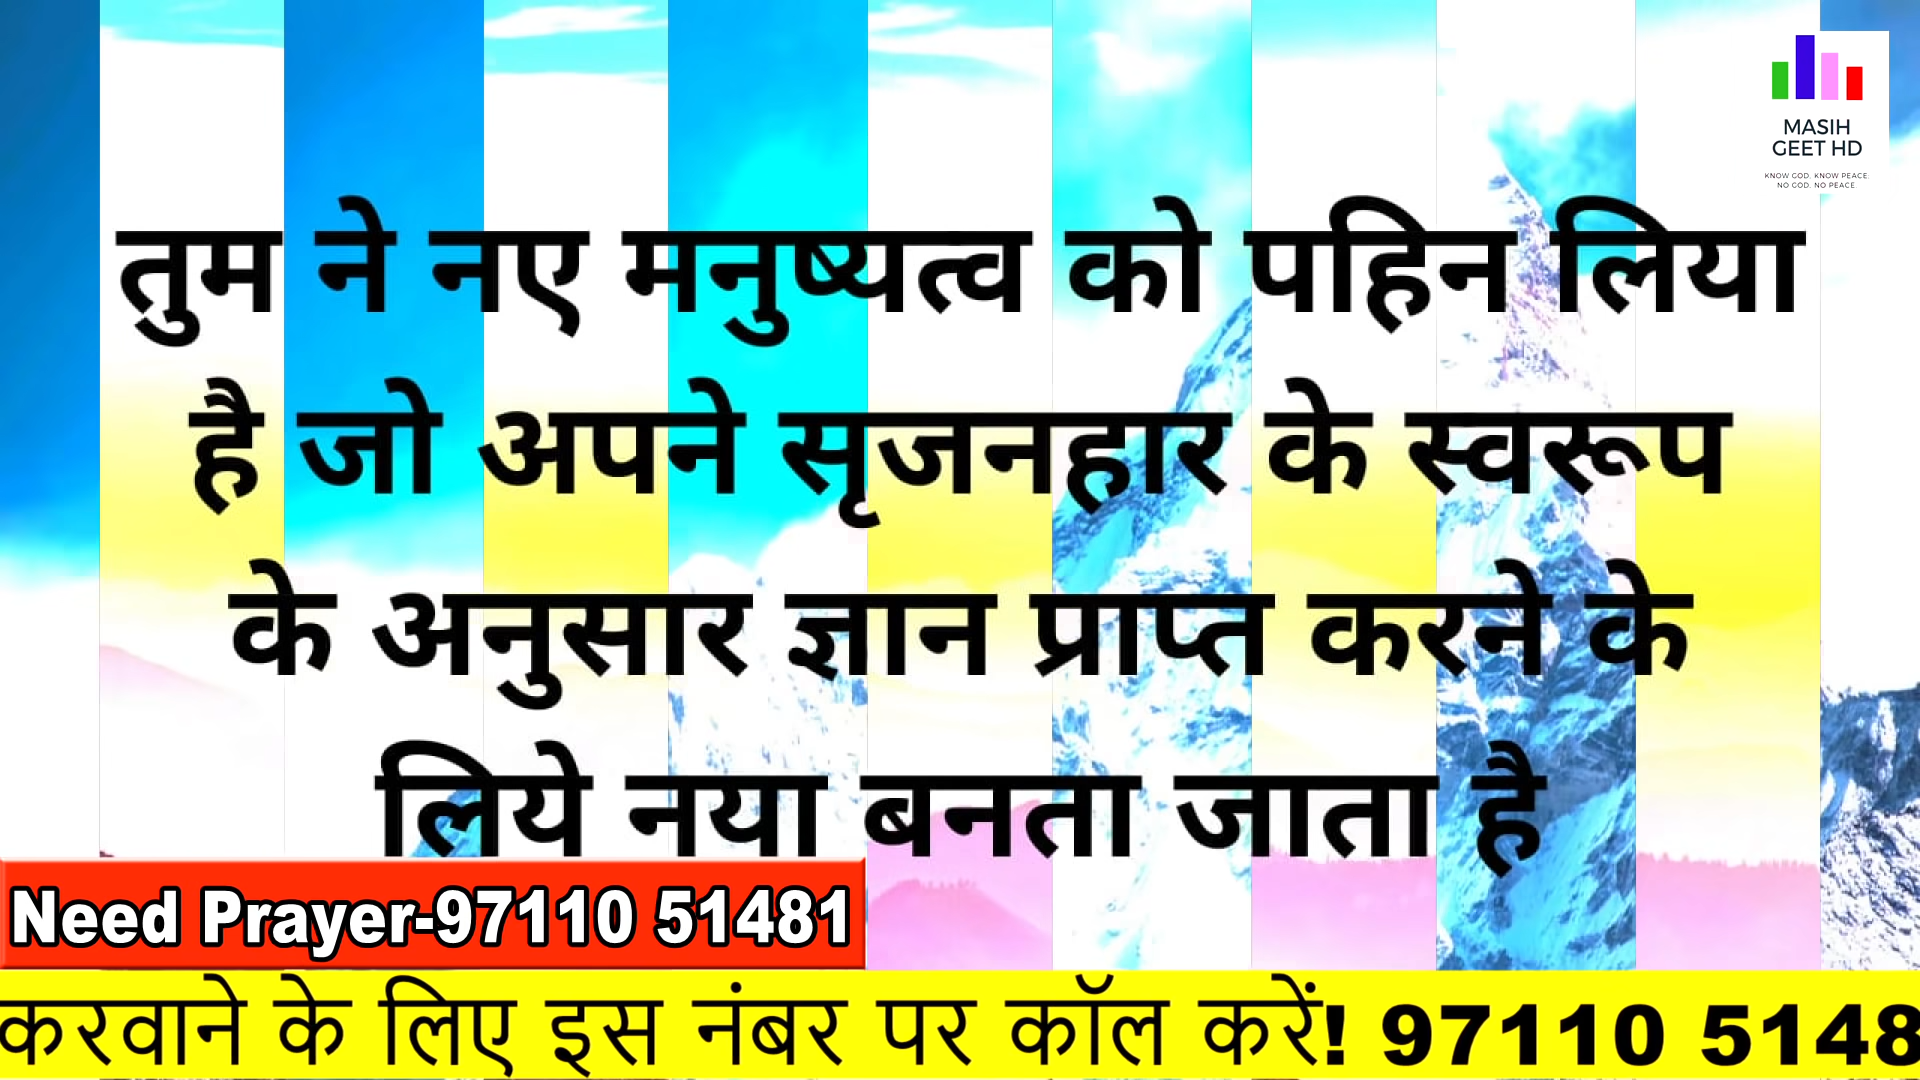 MASIH
GEET HD
KNOW GOD. KNOW PEACE.
NO GOD. NO PEACE.
तुम ने नए मनुष्यत्व को पहिन लिया
है जो अपने सृजनहार के स्वरूप
के अनुसार ज्ञान प्राप्त करने के
लिये नया बनता जाता है
Need Prayer-97110 51481
करवाने के लिए इस नंबर पर कॉल करें! 97110 5148